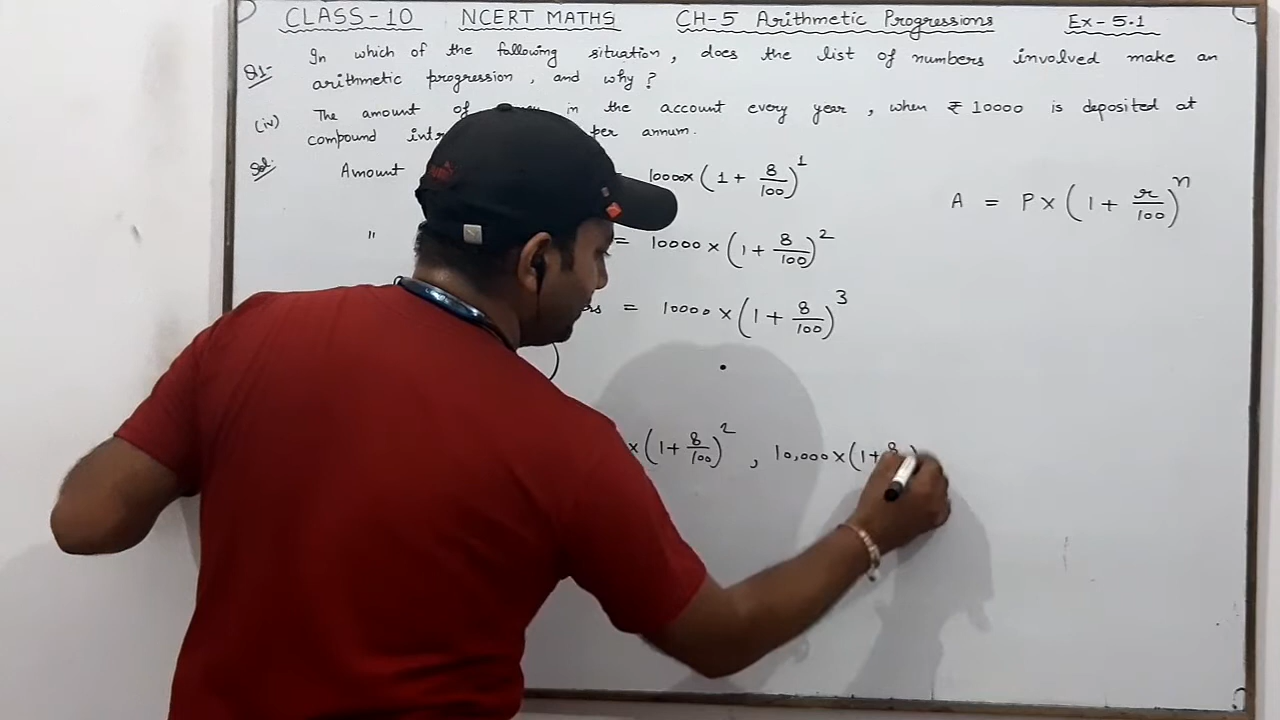 CLASS-10 NCERT MATHS CH-5 Arithmetic Progressions Ex-5.1
Q1- In which of the following situation, does the list of numbers involved make an
arithmetic progression, and why?
(iv) The amount of in the account every year, when ₹ 10000 is deposited at
compound per annum.
Sol: Amount 10000×(1+8/100)^1
A = P×(1+r/100)^n
" = 10000×(1+8/100)^2
= 10000×(1+8/100)^3
×(1+8/100)^2, 10,000×(1+8